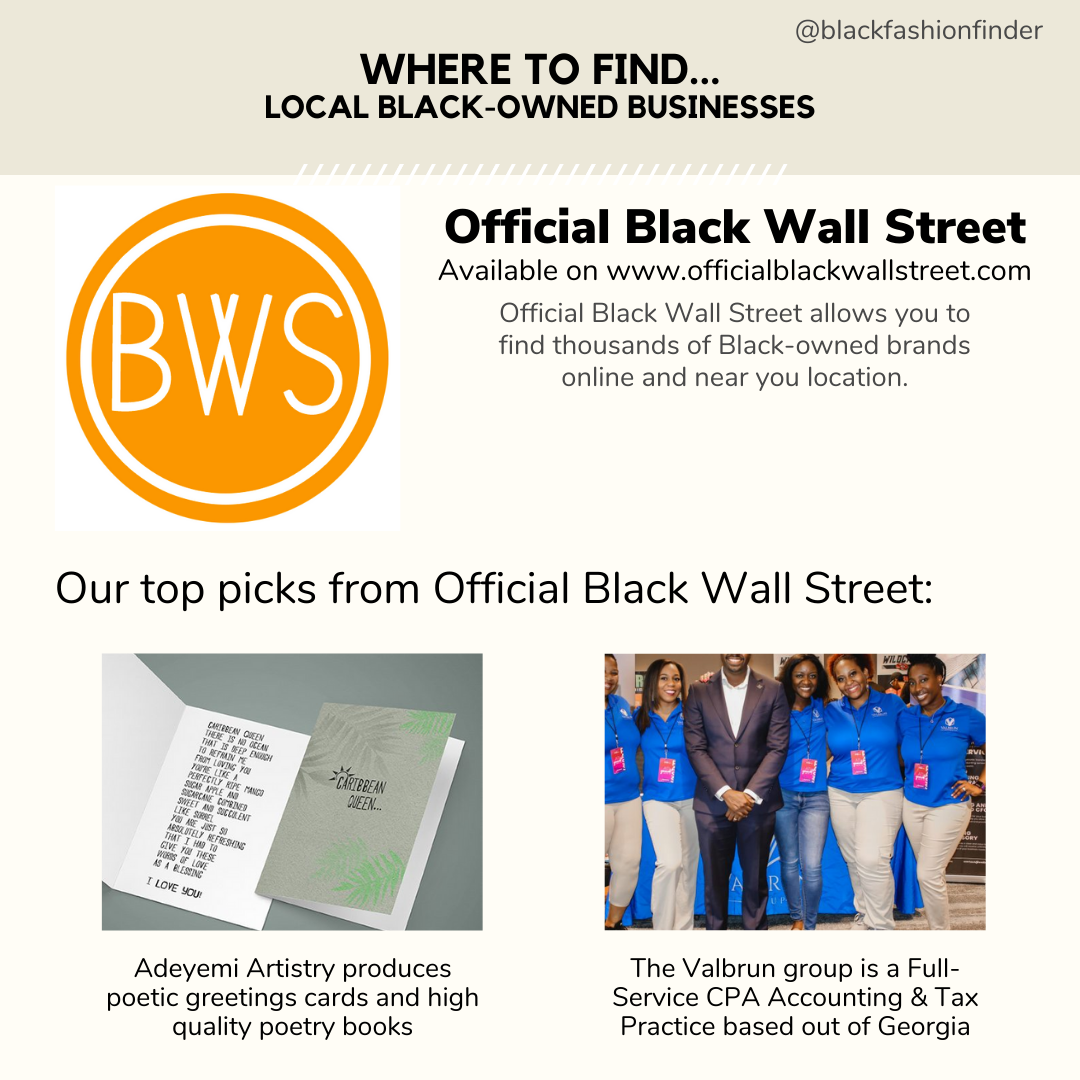 @blackfashionfinder
WHERE TO FIND...
LOCAL BLACK-OWNED BUSINESSES
BWS
Official Black Wall Street
Available on www.officialblackwallstreet.com
Official Black Wall Street allows you to
find thousands of Black-owned brands
online and near you location.
Our top picks from Official Black Wall Street:
CARIBBEAN QUEEN
THERE IS NO OCEAN
THAT IS DEEP ENOUGH
TO REFRAIN ME
FROM LOVING YOU
YOU'RE LIKE A
PERFECTLY RIPE MANGO
SUGAR APPLE AND
SUGARCANE COMBINED
SWEET AND SUCCULENT
LIKE SORREL
YOU ARE JUST SO
ABSOLUTELY REFRESHING
THAT I HAD TO
GIVE YOU THESE
WORDS OF LOVE
AS A BLESSING
I LOVE YOU!
CARIBBEAN
QUEEN...
Adeyemi Artistry produces
poetic greetings cards and high
quality poetry books
The Valbrun group is a Full-
Service CPA Accounting & Tax
Practice based out of Georgia